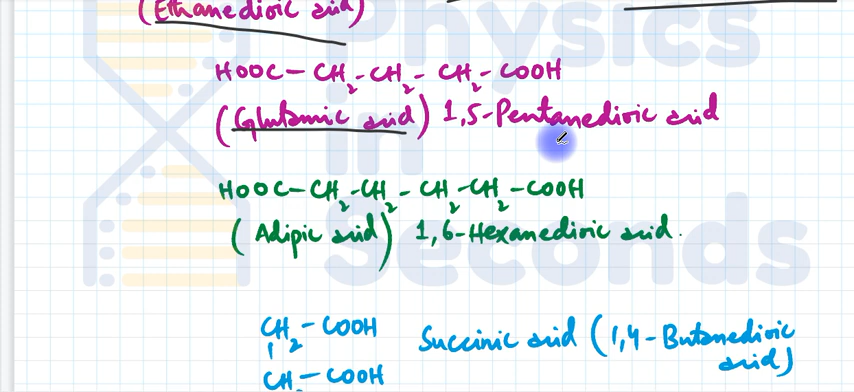 (Ethanedioic acid)
Physics
HOOC-CH2-CH2-CH2-COOH
(Glutamic acid) 1,5-Pentanedioic acid
in
HOOC-CH2-CH2-CH2-CH2-COOH
(Adipic acid) 1,6-Hexanedioic acid.
Seconds
CH2-COOH
Succinic acid (1,4-Butanedioic
acid)
CH2-COOH